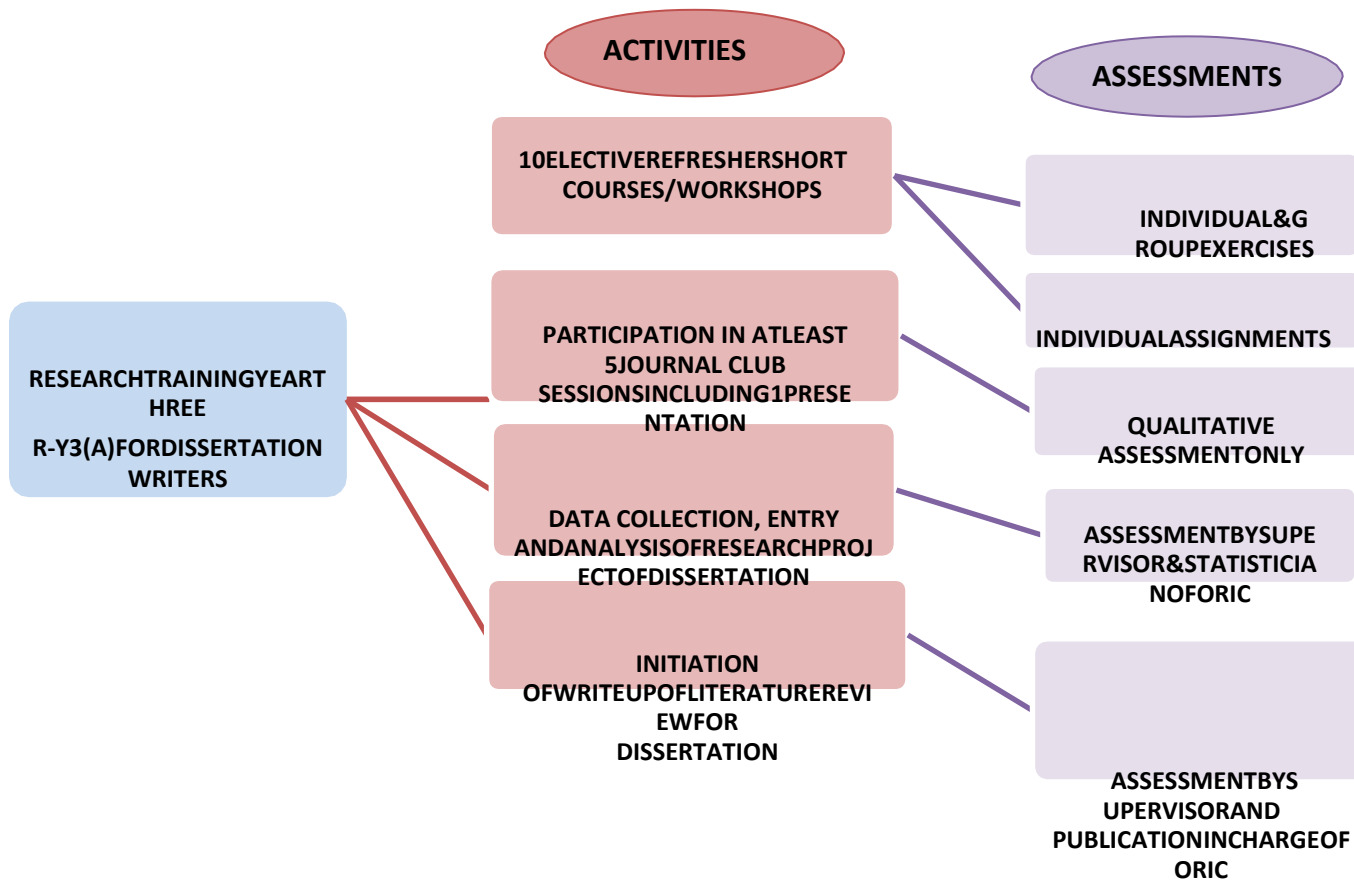 ACTIVITIES
ASSESSMENTS
RESEARCHTRAININGYEART
HREE
R-Y3(A)FORDISSERTATION
WRITERS
10ELECTIVEREFRESHERSHORT
COURSES/WORKSHOPS
PARTICIPATION IN ATLEAST
5JOURNAL CLUB
SESSIONSINCLUDING1PRESE
NTATION
DATA COLLECTION, ENTRY
ANDANALYSISOFRESEARCHPROJ
ECTOFDISSERTATION
INITIATION
OFWRITEUPOFLITERATUREREVI
EWFOR
DISSERTATION
INDIVIDUAL&G
ROUPEXERCISES
INDIVIDUALASSIGNMENTS
QUALITATIVE
ASSESSMENTONLY
ASSESSMENTBYSUPE
RVISOR&STATISTICIA
NOFORIC
ASSESSMENTBYS
UPERVISORAND
PUBLICATIONINCHARGEOF
ORIC